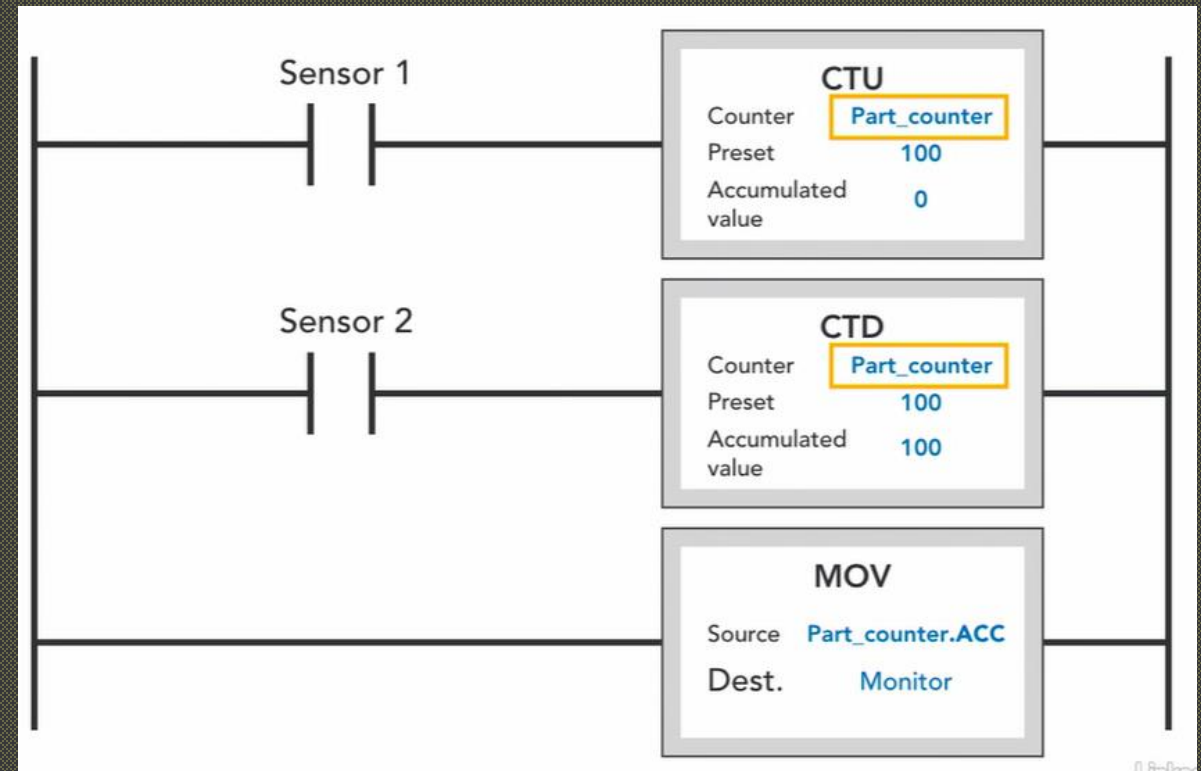 Sensor 1
CTU
Counter Part_counter
Preset 100
Accumulated
value 0
Sensor 2
CTD
Counter Part_counter
Preset 100
Accumulated
value 100
MOV
Source Part_counter.ACC
Dest. Monitor